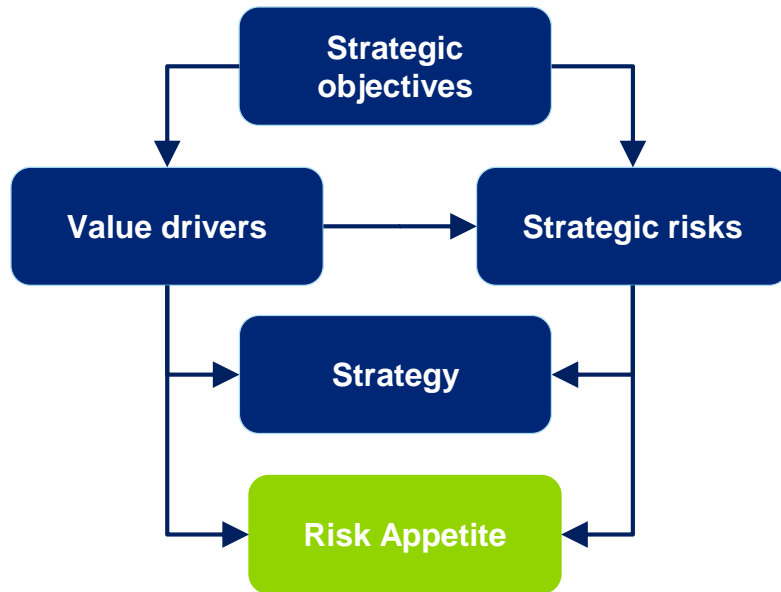 Strategic
objectives
Value drivers
Strategic risks
Strategy
Risk Appetite